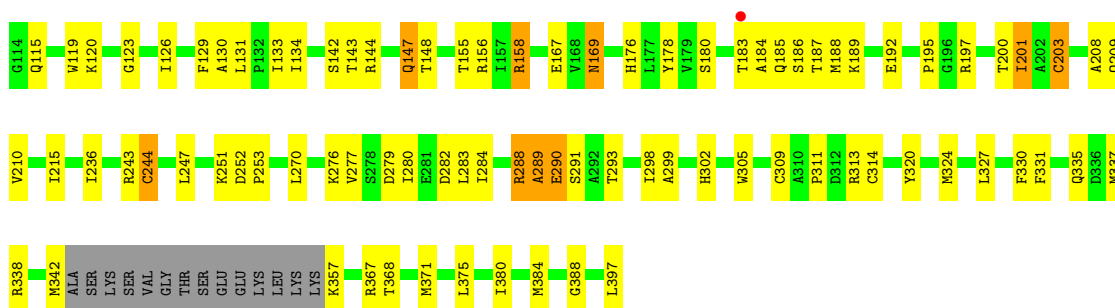 G114 Q115 W119 K120 G123 I126 F129 A130 L131 P132 I133 I134 S142 T143 R144 Q147 T148 T155 R156 I157 R158 E167 V168 N169 H176 L177 Y178 V179 S180 T183 A184 Q185 S186 T187 M188 K189 E192 P195 G196 R197 T200 I201 A202 C203 A208
V210 I215 I236 R243 C244 L247 K251 D252 P253 L270 K276 V277 S278 D279 I280 E281 D282 L283 I284 R288 A289 E290 S291 A292 T293 I298 A299 H302 W305 C309 A310 P311 D312 R313 C314 Y320 M324 L327 F330 F331 Q335 D336 M337
R338 M342 ALA SER LYS SER VAL GLY THR SER GLU GLU LYS LEU LYS LYS K357 R367 T368 M371 L375 I380 M384 G388 L397